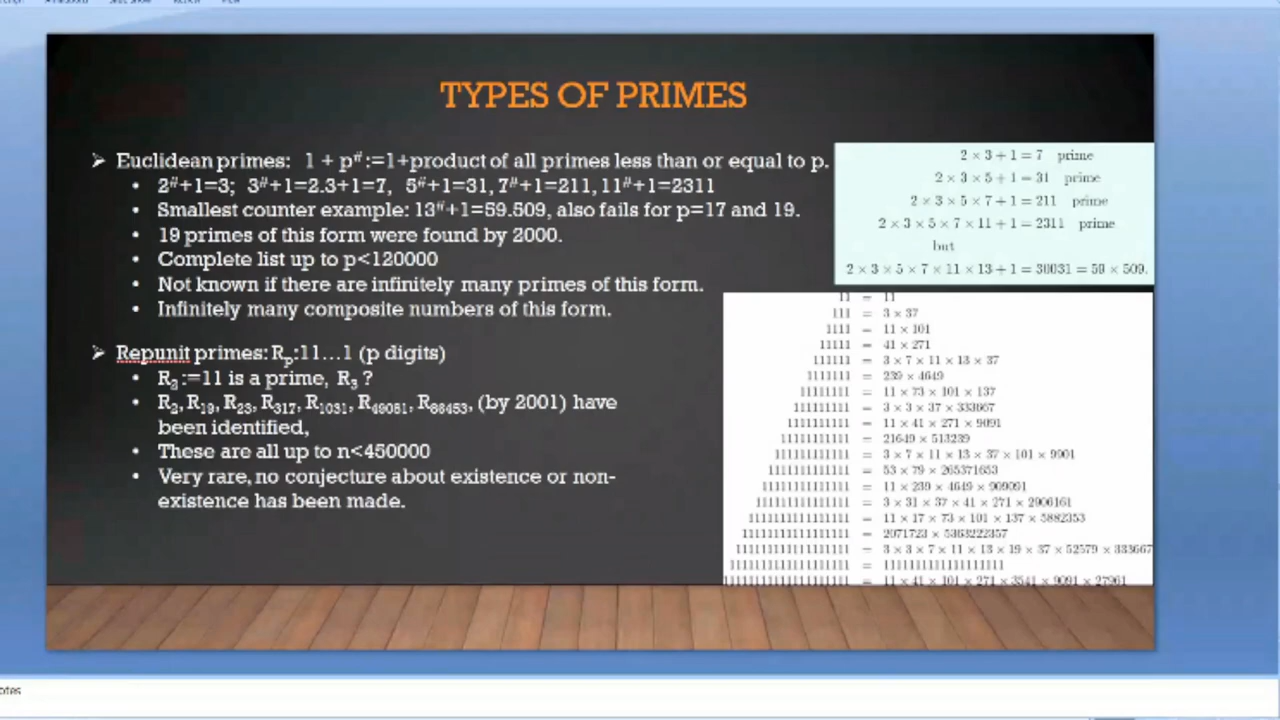 TYPES OF PRIMES
➢ Euclidean primes: 1 + p#:=1+product of all primes less than or equal to p.
• 2#+1=3; 3#+1=2.3+1=7, 5#+1=31, 7#+1=211, 11#+1=2311
• Smallest counter example: 13#+1=59.509, also fails for p=17 and 19.
• 19 primes of this form were found by 2000.
• Complete list up to p<120000
• Not known if there are infinitely many primes of this form.
• Infinitely many composite numbers of this form.
➢ Repunit primes: Rp:11...1 (p digits)
• R2:=11 is a prime, R3 ?
• R2, R19, R23, R317, R1031, R49081, R86453, (by 2001) have
been identified,
• These are all up to n<450000
• Very rare, no conjecture about existence or non-
existence has been made.
2 × 3 + 1 = 7 prime
2 × 3 × 5 + 1 = 31 prime
2 × 3 × 5 × 7 + 1 = 211 prime
2 × 3 × 5 × 7 × 11 + 1 = 2311 prime
but
2 × 3 × 5 × 7 × 11 × 13 + 1 = 30031 = 59 × 509.
11 = 11
111 = 3 × 37
1111 = 11 × 101
11111 = 41 × 271
111111 = 3 × 7 × 11 × 13 × 37
1111111 = 239 × 4649
11111111 = 11 × 73 × 101 × 137
111111111 = 3 × 3 × 37 × 333667
1111111111 = 11 × 41 × 271 × 9091
11111111111 = 21649 × 513239
111111111111 = 3 × 7 × 11 × 13 × 37 × 101 × 9901
1111111111111 = 53 × 79 × 265371653
11111111111111 = 11 × 239 × 4649 × 909091
111111111111111 = 3 × 31 × 37 × 41 × 271 × 2906161
1111111111111111 = 11 × 17 × 73 × 101 × 137 × 5882353
11111111111111111 = 2071723 × 5363222357
111111111111111111 = 3 × 3 × 7 × 11 × 13 × 19 × 37 × 52579 × 333667
1111111111111111111 = 1111111111111111111
11111111111111111111 = 11 × 41 × 101 × 271 × 3541 × 9091 × 27961
otes